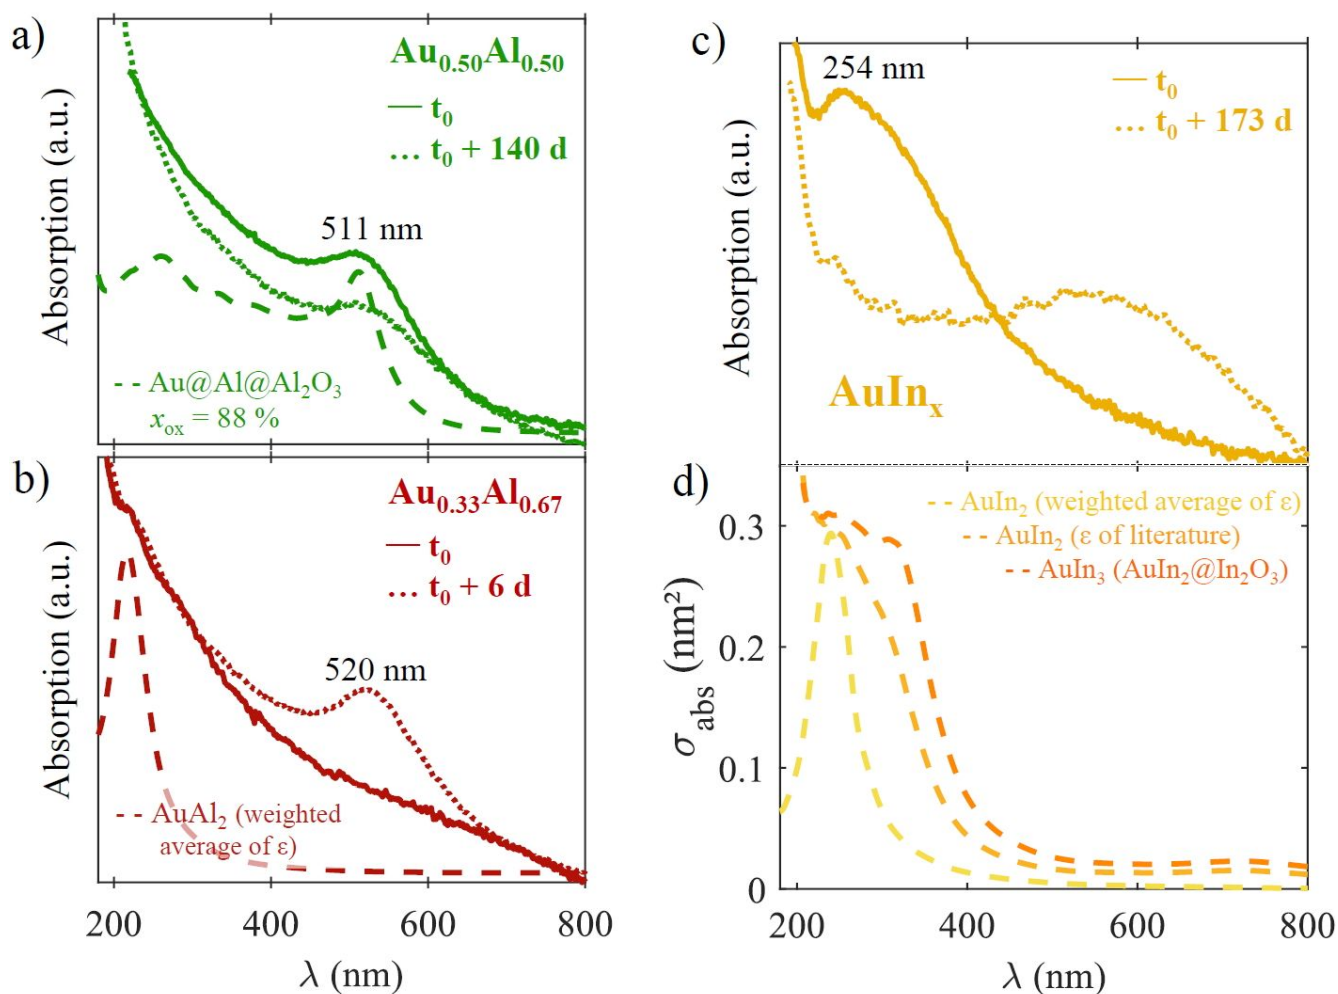 a)
Au0.50Al0.50
— t0
... t0 + 140 d
511 nm
-- Au@Al@Al2O3
xox = 88 %
Absorption (a.u.)
b)
Au0.33Al0.67
— t0
... t0 + 6 d
520 nm
-- AuAl2 (weighted
average of ε)
Absorption (a.u.)
200 400 600 800
λ (nm)
c)
254 nm
— t0
... t0 + 173 d
AuInx
Absorption (a.u.)
d)
-- AuIn2 (weighted average of ε)
-- AuIn2 (ε of literature)
-- AuIn3 (AuIn2@In2O3)
σabs (nm²)
0.3
0.2
0.1
0
200 400 600 800
λ (nm)